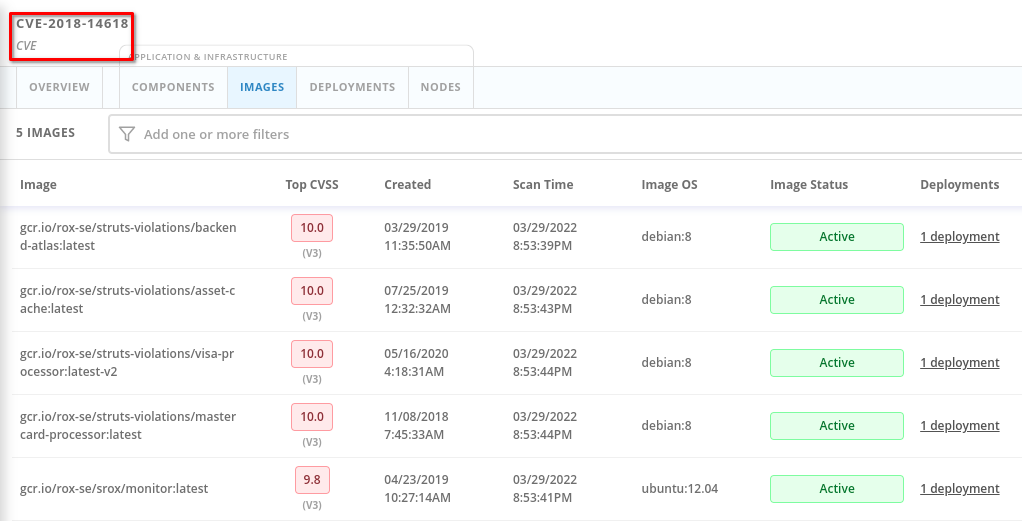 CVE-2018-14618
CVE
APPLICATION & INFRASTRUCTURE
OVERVIEW COMPONENTS IMAGES DEPLOYMENTS NODES
5 IMAGES Add one or more filters
Image Top CVSS Created Scan Time Image OS Image Status Deployments
gcr.io/rox-se/struts-violations/backen 10.0 03/29/2019 03/29/2022 debian:8 Active 1 deployment
d-atlas:latest (V3) 11:35:50AM 8:53:39PM
gcr.io/rox-se/struts-violations/asset-c 10.0 07/25/2019 03/29/2022 debian:8 Active 1 deployment
ache:latest (V3) 12:32:32AM 8:53:43PM
gcr.io/rox-se/struts-violations/visa-pr 10.0 05/16/2020 03/29/2022 debian:8 Active 1 deployment
ocessor:latest-v2 (V3) 4:18:31AM 8:53:44PM
gcr.io/rox-se/struts-violations/master 10.0 11/08/2018 03/29/2022 debian:8 Active 1 deployment
card-processor:latest (V3) 7:45:33AM 8:53:44PM
gcr.io/rox-se/srox/monitor:latest 9.8 04/23/2019 03/29/2022 ubuntu:12.04 Active 1 deployment
(V3) 10:27:14AM 8:53:41PM